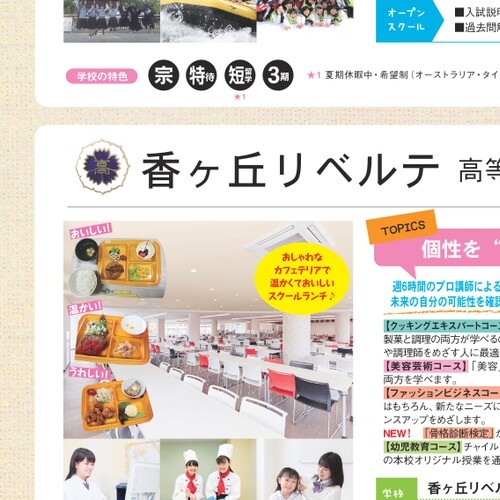 オープン
スクール
■入試説明
■過去問
学校の特色
宗
特待
短留学
3期
★1
★1 夏期休暇中・希望制（オーストラリア・タイ
高
香ヶ丘リベルテ 高等
おいしい!
おしゃれな
カフェテリアで
温かくておいしい
スクールランチ♪
温かい!
うれしい!
TOPICS
個性を “
週6時間のプロ講師による
未来の自分の可能性を確認
【クッキングエキスパートコース
製菓と調理の両方が学べる
や調理師をめざす人に最適
【美容芸術コース】「美容」
両方を学べます。
【ファッションビジネスコース
はもちろん、新たなニーズに
ンスアップをめざします。
NEW! 「骨格診断検定」が
【幼児教育コース】チャイル
の本校オリジナル授業を通
学校
香ヶ丘リベル